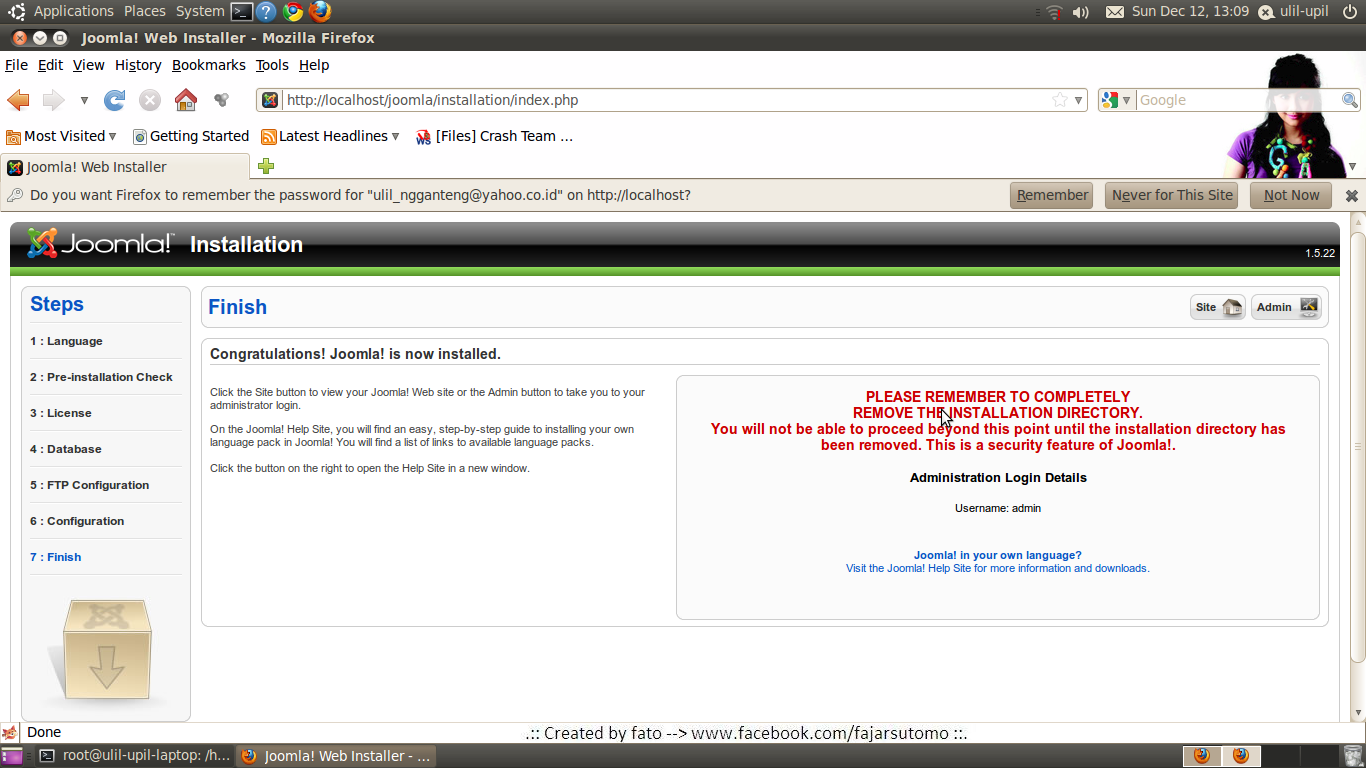 Applications Places System Sun Dec 12, 13:09 ulil-upil
Joomla! Web Installer - Mozilla Firefox
File Edit View History Bookmarks Tools Help
http://localhost/joomla/installation/index.php Google
Most Visited Getting Started Latest Headlines [Files] Crash Team ...
Joomla! Web Installer
Do you want Firefox to remember the password for "ulil_ngganteng@yahoo.co.id" on http://localhost? Remember Never for This Site Not Now
Joomla! Installation
1.5.22
Steps
1 : Language
2 : Pre-installation Check
3 : License
4 : Database
5 : FTP Configuration
6 : Configuration
7 : Finish
Finish
Site Admin
Congratulations! Joomla! is now installed.
Click the Site button to view your Joomla! Web site or the Admin button to take you to your
administrator login.
On the Joomla! Help Site, you will find an easy, step-by-step guide to installing your own
language pack in Joomla! You will find a list of links to available language packs.
Click the button on the right to open the Help Site in a new window.
PLEASE REMEMBER TO COMPLETELY
REMOVE THE INSTALLATION DIRECTORY.
You will not be able to proceed beyond this point until the installation directory has
been removed. This is a security feature of Joomla!.
Administration Login Details
Username: admin
Joomla! in your own language?
Visit the Joomla! Help Site for more information and downloads.
Done .:: Created by fato --> www.facebook.com/fajarsutomo ::.
root@ulil-upil-laptop: /h... Joomla! Web Installer - ...